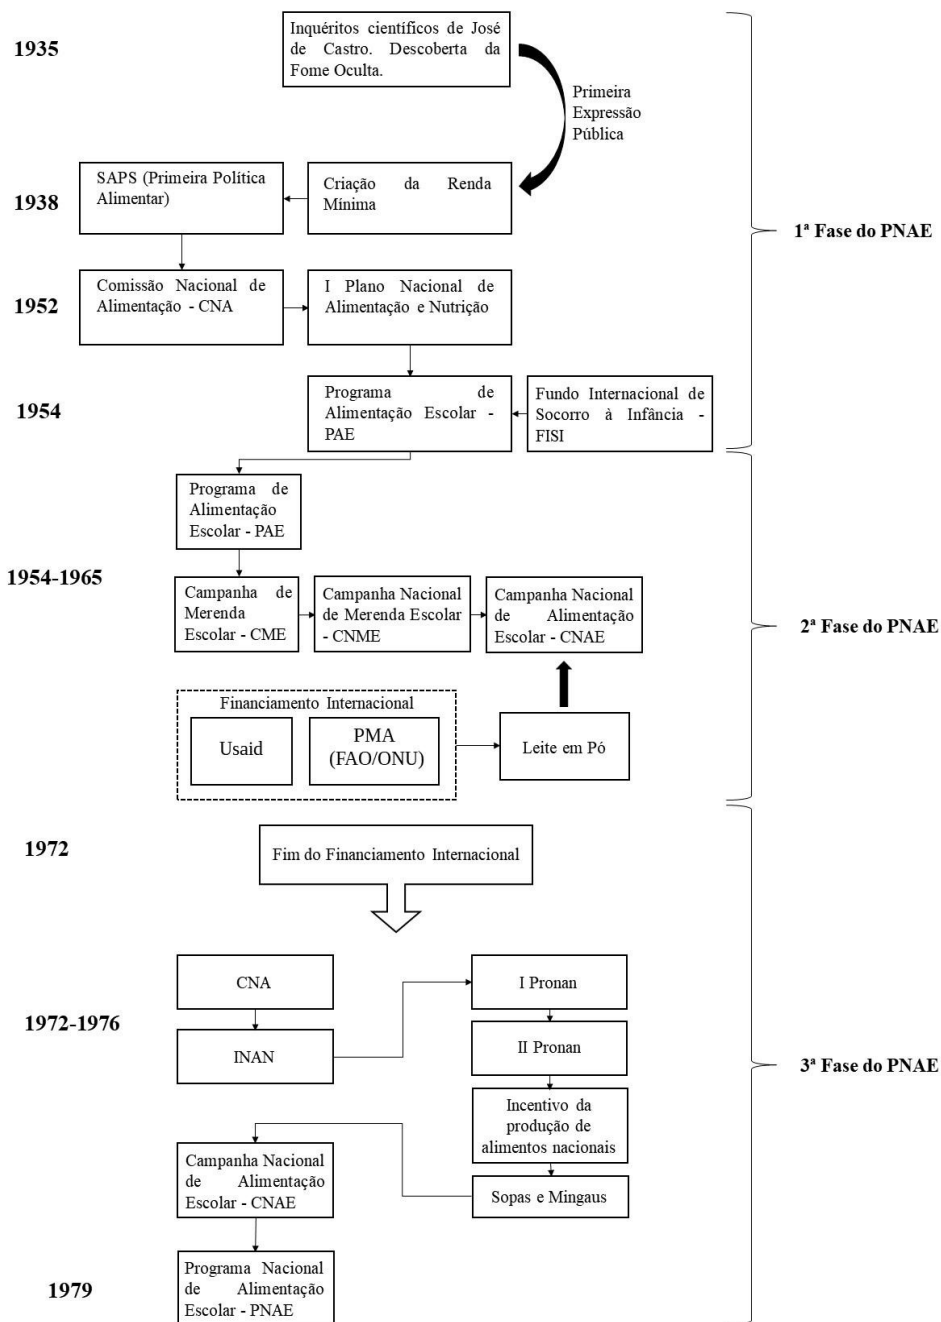 1935
Inquéritos científicos de José
de Castro. Descoberta da
Fome Oculta.
Primeira
Expressão
Pública
1938
SAPS (Primeira Política
Alimentar)
Criação da Renda
Mínima
1ª Fase do PNAE
1952
Comissão Nacional de
Alimentação - CNA
I Plano Nacional de
Alimentação e Nutrição
1954
Programa de
Alimentação Escolar -
PAE
Fundo Internacional de
Socorro à Infância -
FISI
Programa de
Alimentação
Escolar - PAE
1954-1965
Campanha de
Merenda
Escolar - CME
Campanha Nacional
de Merenda Escolar
- CNME
Campanha Nacional
de Alimentação
Escolar - CNAE
2ª Fase do PNAE
Financiamento Internacional
Usaid
PMA
(FAO/ONU)
Leite em Pó
1972
Fim do Financiamento Internacional
1972-1976
CNA
INAN
I Pronan
II Pronan
Incentivo da
produção de
alimentos nacionais
Sopas e Mingaus
3ª Fase do PNAE
Campanha Nacional
de Alimentação
Escolar - CNAE
1979
Programa Nacional
de Alimentação
Escolar - PNAE